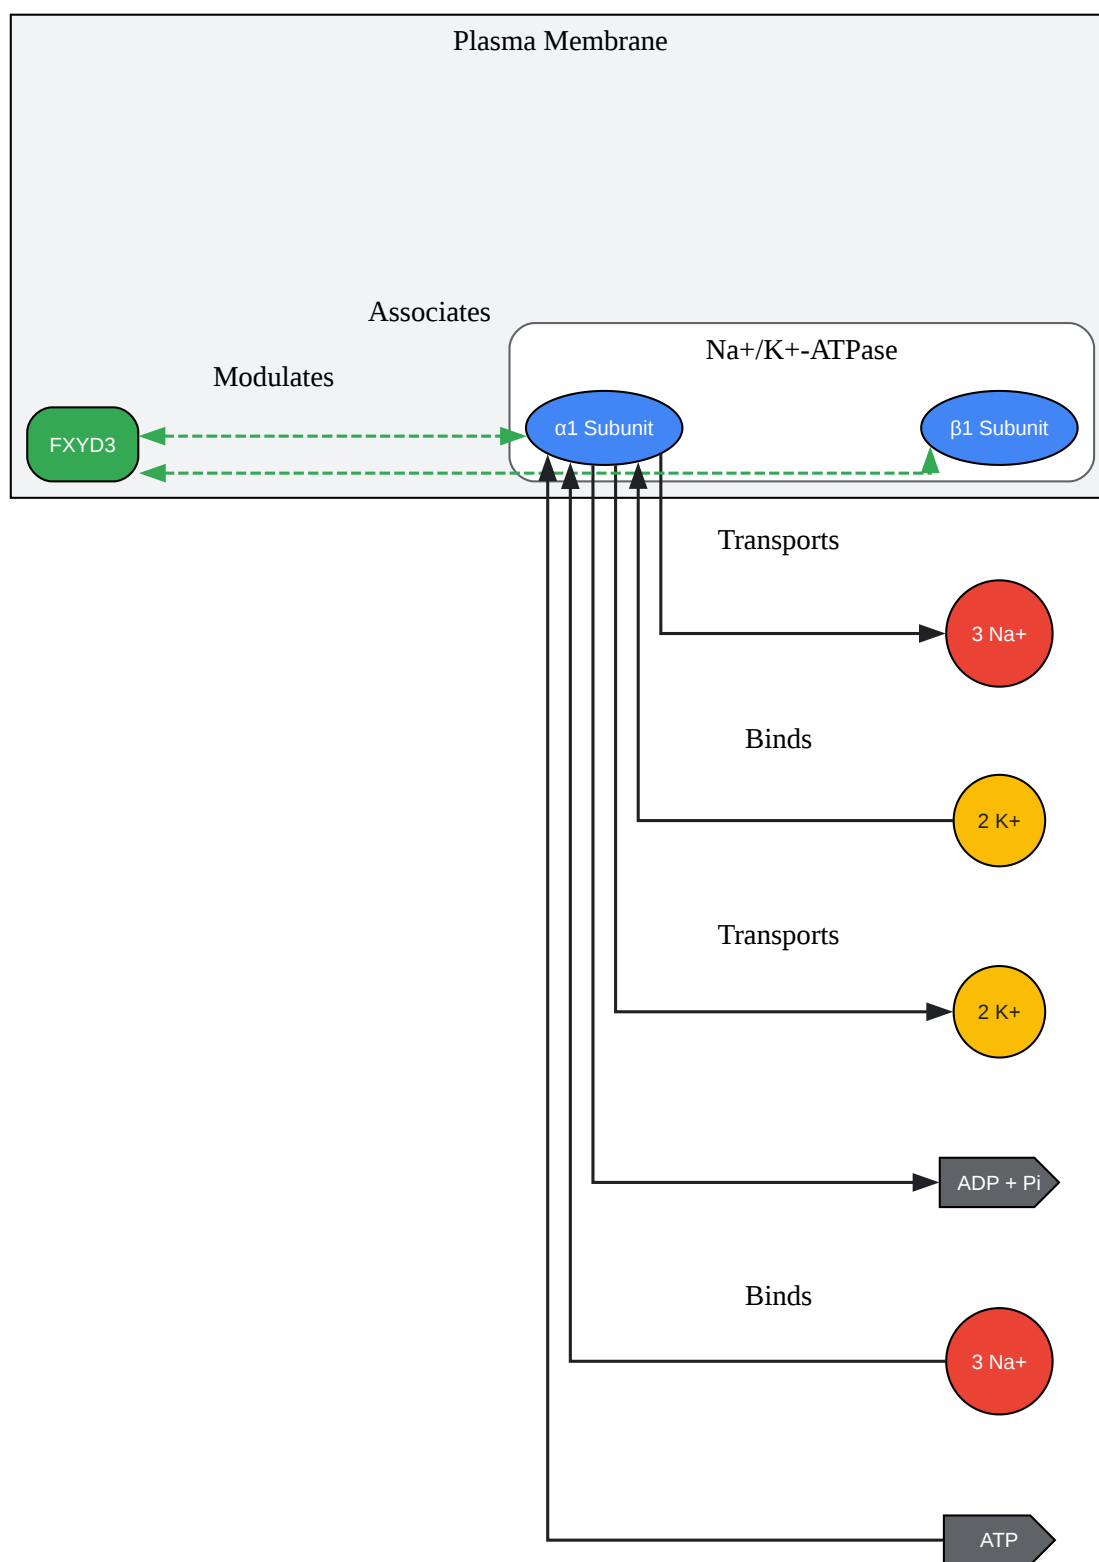 Plasma Membrane
Associates
Na+/K+-ATPase
Modulates
α1 Subunit
β1 Subunit
FXYD3
Transports
3 Na+
Binds
2 K+
Transports
2 K+
ADP + Pi
Binds
3 Na+
ATP